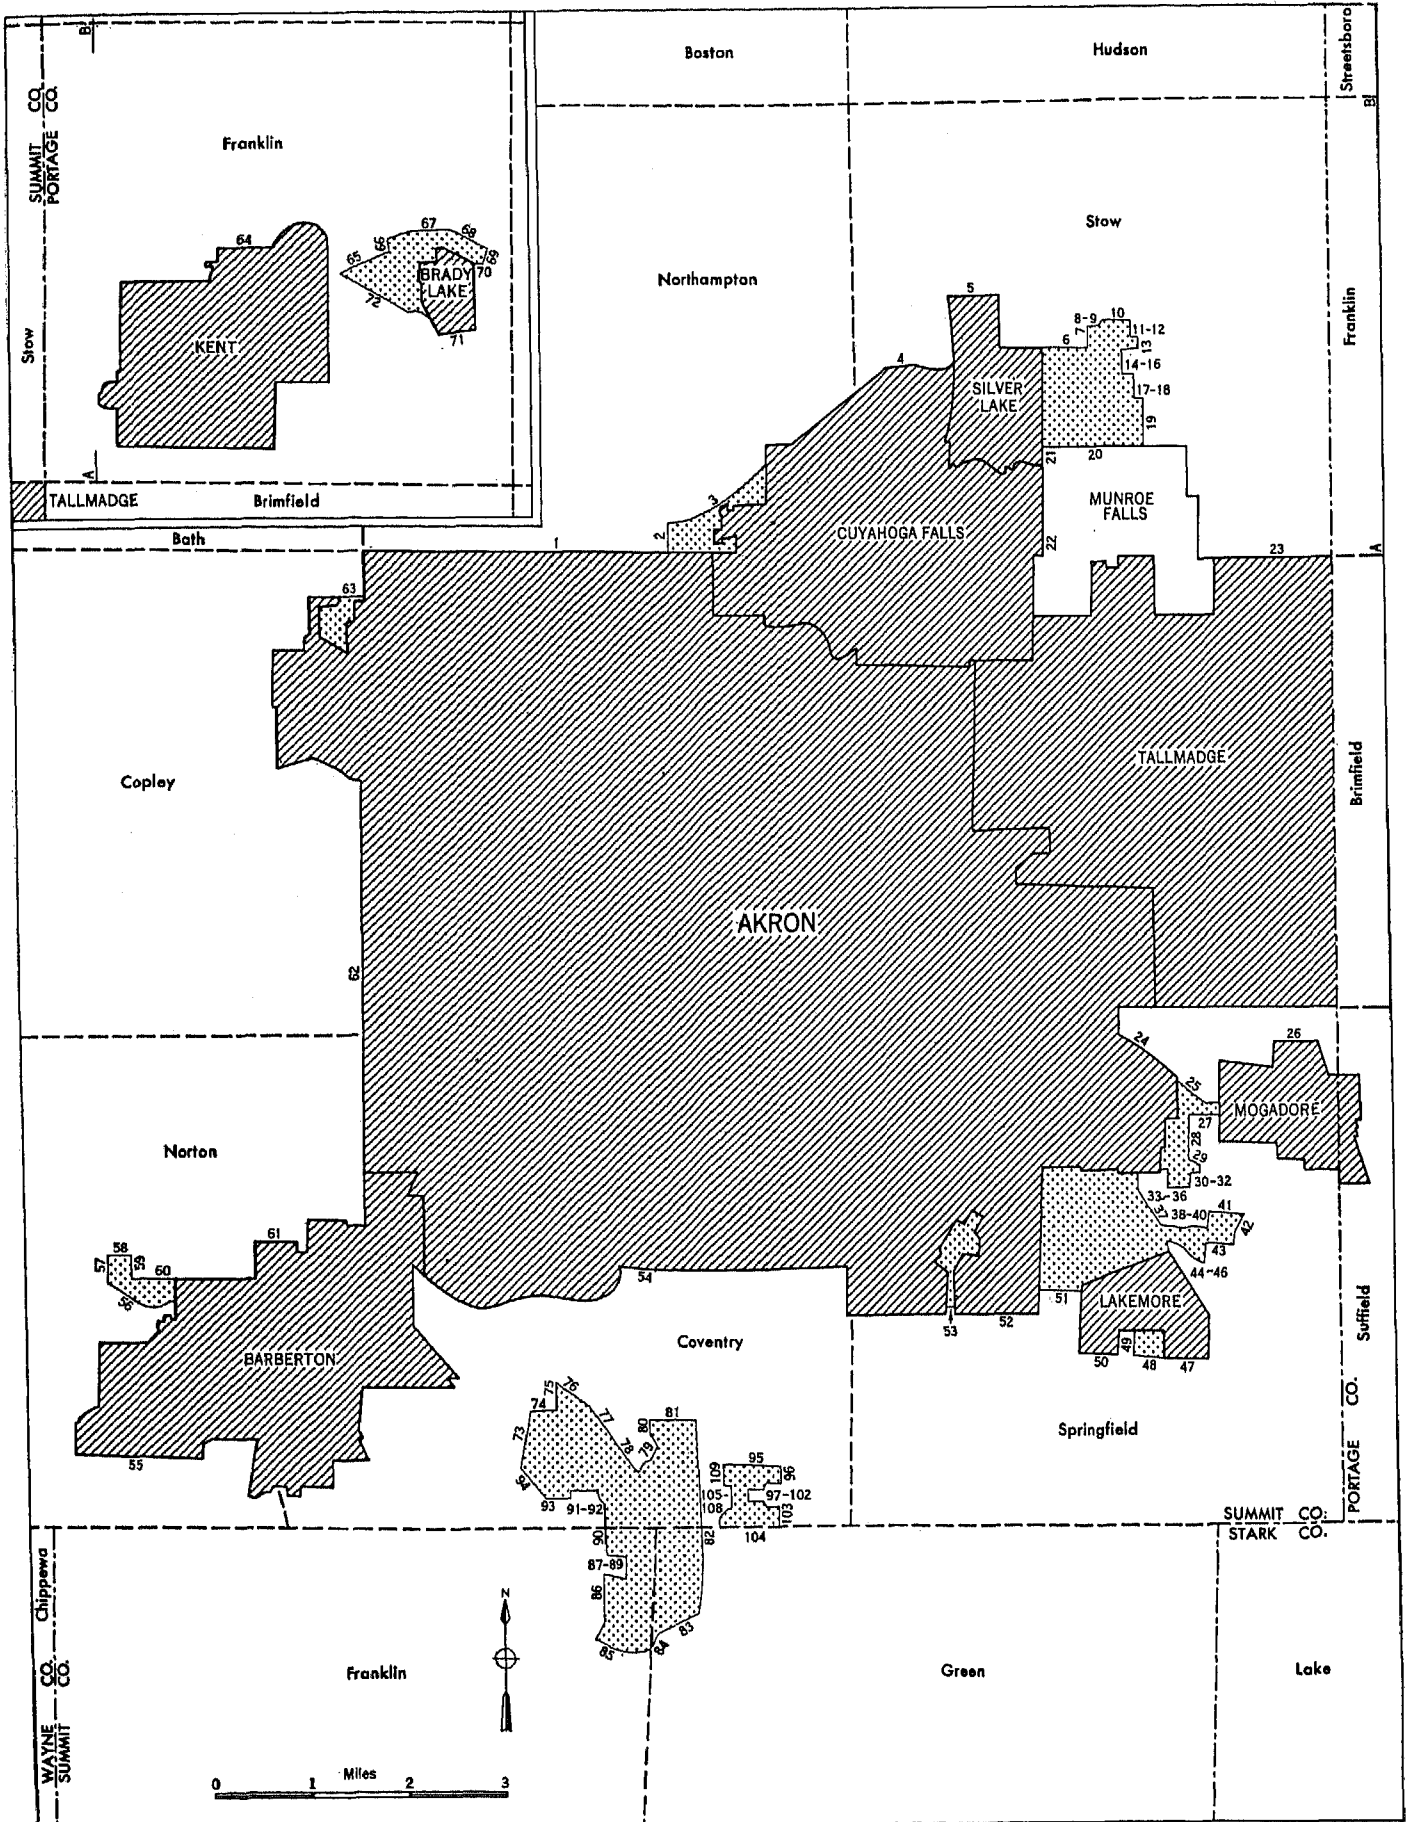 B
SUMMIT CO.
PORTAGE CO.
Franklin
Stow
64
KENT
65
66
67
68
69
70
BRADY
LAKE
71
72
A
TALLMADGE
Brimfield
Boston
Hudson
Streetsboro
B
Northampton
Stow
Franklin
5
4
SILVER
LAKE
6
7
8-9
10
11-12
13
14-16
17-18
19
20
21
MUNROE
FALLS
22
23
A
3
2
1
CUYAHOGA FALLS
Bath
63
Copley
TALLMADGE
Brimfield
AKRON
62
24
25
26
MOGADORE
27
28
29
30-32
33-36
37
38-40
41
42
43
44-46
Norton
61
58
57
59
60
56
BARBERTON
55
54
53
52
51
LAKEMORE
50
49
48
47
Suffield
Coventry
Springfield
PORTAGE CO.
76
75
74
73
77
78
79
80
81
94
93
91-92
90
82
95
96
109
105-
108
97-102
103
104
SUMMIT CO.
STARK CO.
87-89
86
85
84
83
Chippewa
WAYNE CO.
SUMMIT CO.
Franklin
N
Green
Lake
Miles
0 1 2 3